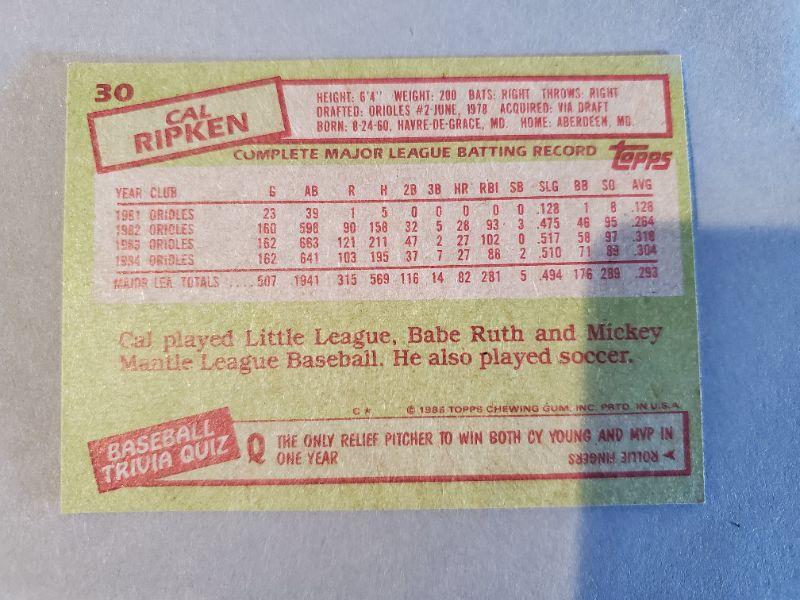 30
CAL
RIPKEN
HEIGHT: 6'4" WEIGHT: 200 BATS: RIGHT THROWS: RIGHT
DRAFTED: ORIOLES #2-JUNE, 1978 ACQUIRED: VIA DRAFT
BORN: 8-24-60, HAVRE-DE-GRACE, MD. HOME: ABERDEEN, MD.
COMPLETE MAJOR LEAGUE BATTING RECORD TOPPS
YEAR CLUB G AB R H 2B 3B HR RBI SB SLG BB SO AVG
1981 ORIOLES 23 39 1 5 0 0 0 0 0 .128 1 8 .128
1982 ORIOLES 160 598 90 158 32 5 28 93 3 .475 46 95 .264
1983 ORIOLES 162 663 121 211 47 2 27 102 0 .517 58 97 .318
1984 ORIOLES 162 641 103 195 37 7 27 86 2 .510 71 89 .304
MAJOR LEA. TOTALS ....507 1941 315 569 116 14 82 281 5 .494 176 289 .293
Cal played Little League, Babe Ruth and Mickey
Mantle League Baseball. He also played soccer.
C* © 1985 TOPPS CHEWING GUM, INC. PRTD. IN U.S.A.
BASEBALL
TRIVIA QUIZ
Q THE ONLY RELIEF PITCHER TO WIN BOTH CY YOUNG AND MVP IN
ONE YEAR
ROLLIE FINGERS
A